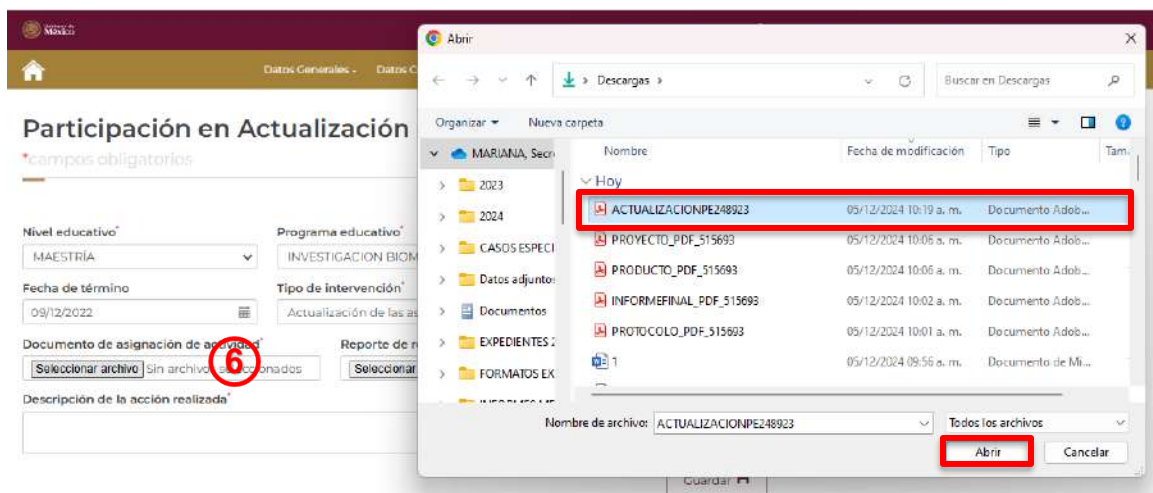 Gobierno de
México
Datos Generales
Datos C
Participación en Actualización
*campos obligatorios
Nivel educativo*
Programa educativo*
MAESTRÍA
INVESTIGACION BIOM
Fecha de término
Tipo de intervención*
09/12/2022
Actualización de las as
Documento de asignación de actividad*
Reporte de r
Seleccionar archivo Sin archivos seleccionados
Seleccionar
6
Descripción de la acción realizada*
Guardar
Abrir
Descargas
Buscar en Descargas
Organizar
Nueva carpeta
MARIANA, Secr
2023
2024
CASOS ESPECI
Datos adjuntos
Documentos
EXPEDIENTES 2
FORMATOS EX
Nombre
Fecha de modificación
Tipo
Tam
Hoy
ACTUALIZACIONPE248923 05/12/2024 10:19 a. m. Documento Adob...
PROYECTO_PDF_515693 05/12/2024 10:06 a. m. Documento Adob...
PRODUCTO_PDF_515693 05/12/2024 10:06 a. m. Documento Adob...
INFORMEFINAL_PDF_515693 05/12/2024 10:02 a. m. Documento Adob...
PROTOCOLO_PDF_515693 05/12/2024 10:01 a. m. Documento Adob...
1 05/12/2024 09:56 a. m. Documento de Mi...
Nombre de archivo: ACTUALIZACIONPE248923
Todos los archivos
Abrir
Cancelar